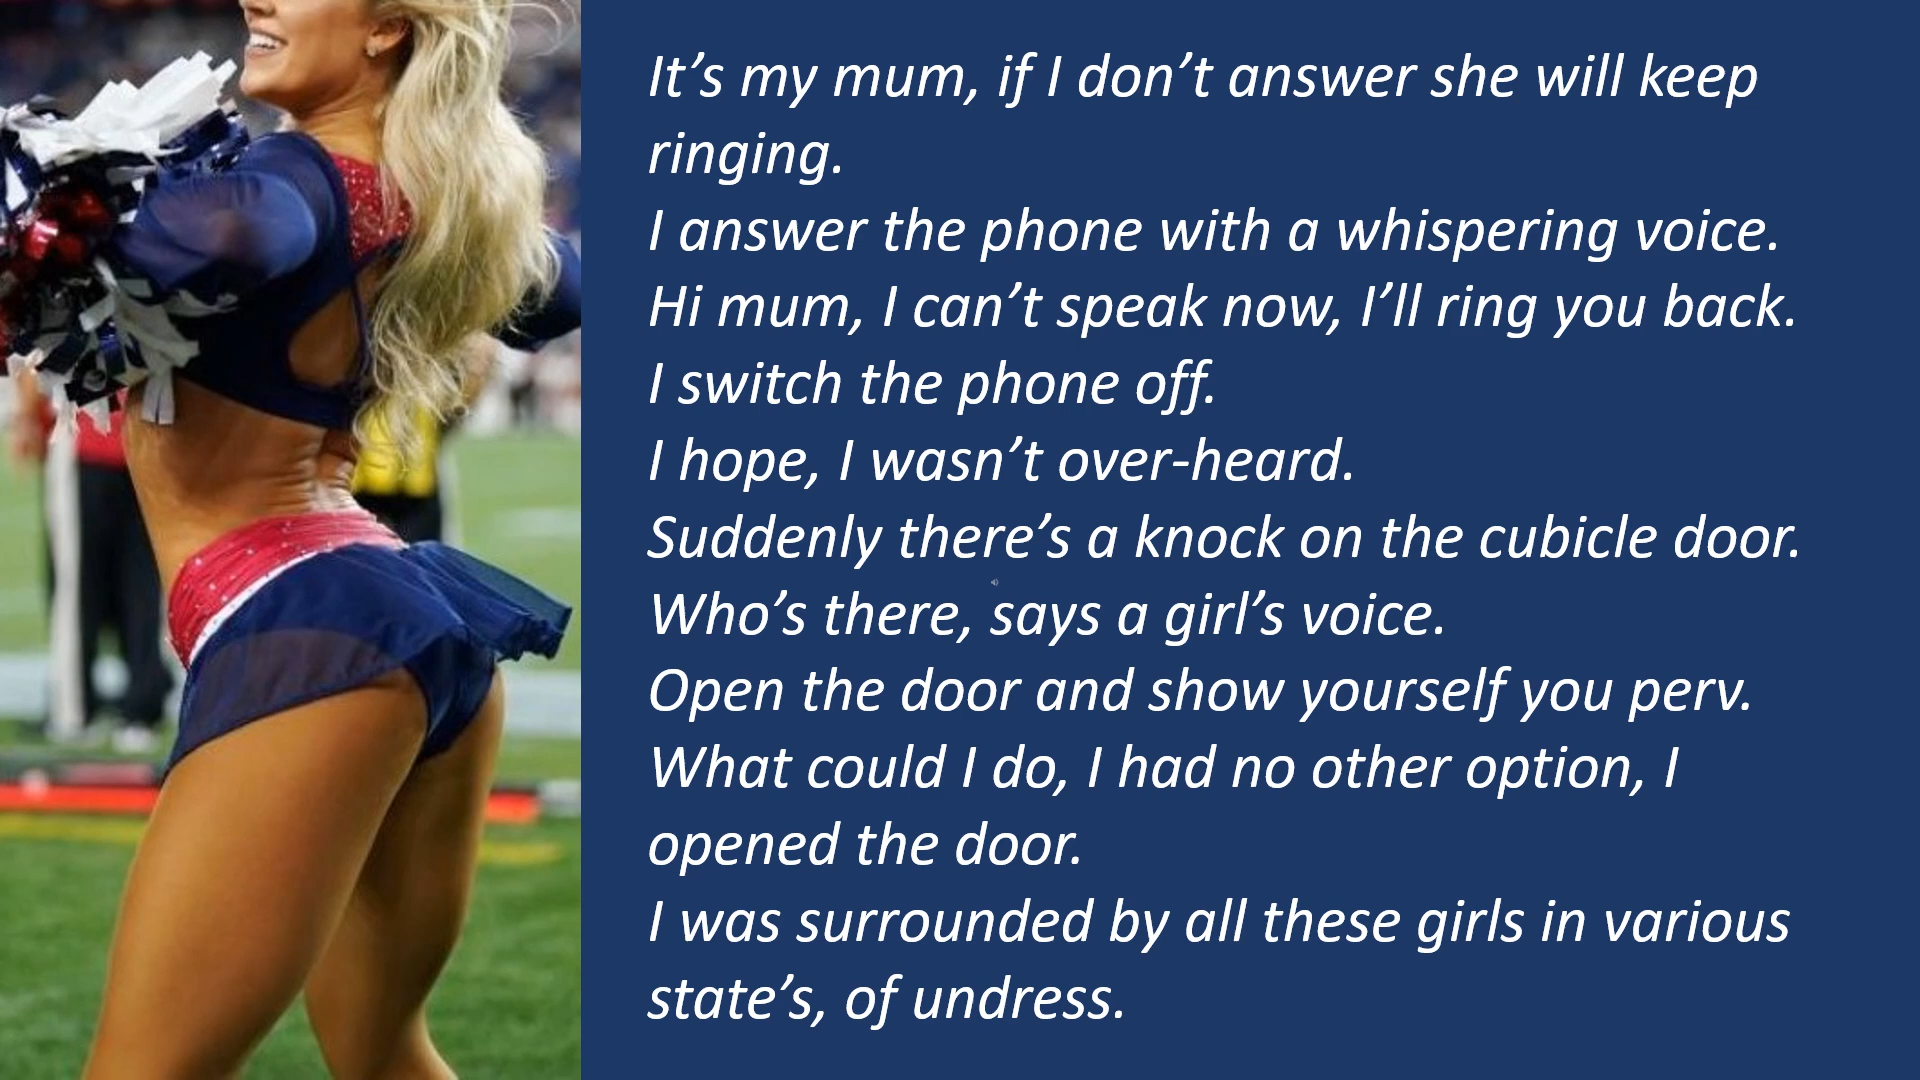 It’s my mum, if I don’t answer she will keep
ringing.
I answer the phone with a whispering voice.
Hi mum, I can’t speak now, I’ll ring you back.
I switch the phone off.
I hope, I wasn’t over-heard.
Suddenly there’s a knock on the cubicle door.
Who’s there, says a girl’s voice.
Open the door and show yourself you perv.
What could I do, I had no other option, I
opened the door.
I was surrounded by all these girls in various
state’s, of undress.